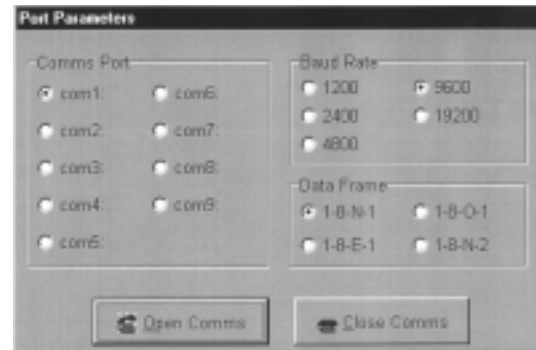 Port Parameters
Comms Port
com1:
com2:
com3:
com4:
com5:
com6:
com7:
com8:
com9:
Baud Rate
1200
2400
4800
9600
19200
Data Frame
1-8-N-1
1-8-E-1
1-8-O-1
1-8-N-2
Open Comms
Close Comms